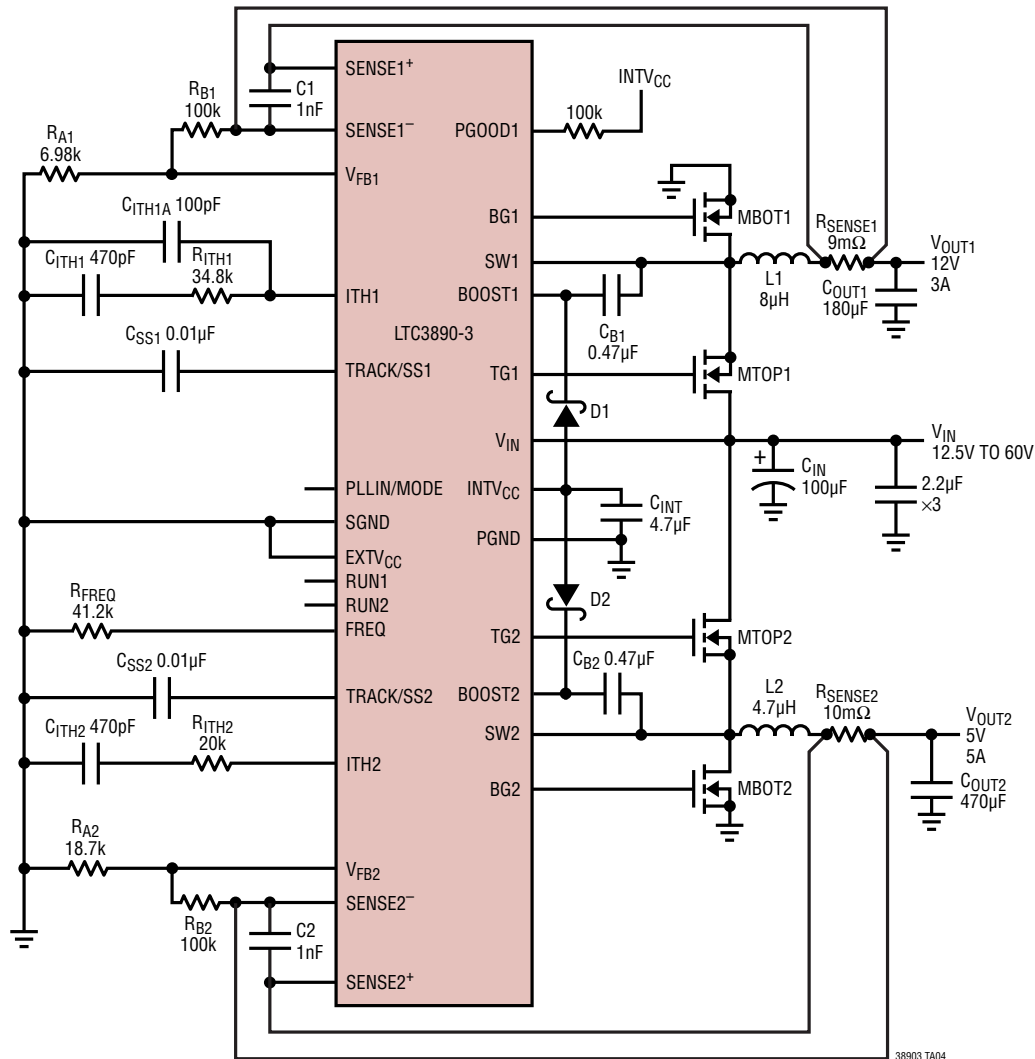 SENSE1+
C1
1nF
RB1
100k
SENSE1−
RA1
6.98k
VFB1
CITH1A 100pF
CITH1 470pF
RITH1
34.8k
ITH1
CSS1 0.01µF
TRACK/SS1
LTC3890-3
INTVCC
100k
PGOOD1
BG1
MBOT1
SW1
L1
8µH
RSENSE1
9mΩ
VOUT1
12V
3A
COUT1
180µF
BOOST1
CB1
0.47µF
TG1
MTOP1
D1
VIN
VIN
12.5V TO 60V
+
CIN
100µF
2.2µF
×3
PLLIN/MODE
INTVCC
CINT
4.7µF
SGND
PGND
EXTVCC
RUN1
RUN2
D2
RFREQ
41.2k
FREQ
TG2
MTOP2
CSS2 0.01µF
TRACK/SS2
CB2 0.47µF
BOOST2
L2
4.7µH
RSENSE2
10mΩ
VOUT2
5V
5A
SW2
CITH2 470pF
RITH2
20k
ITH2
BG2
MBOT2
COUT2
470µF
RA2
18.7k
VFB2
SENSE2−
RB2
100k
C2
1nF
SENSE2+
38903 TA04